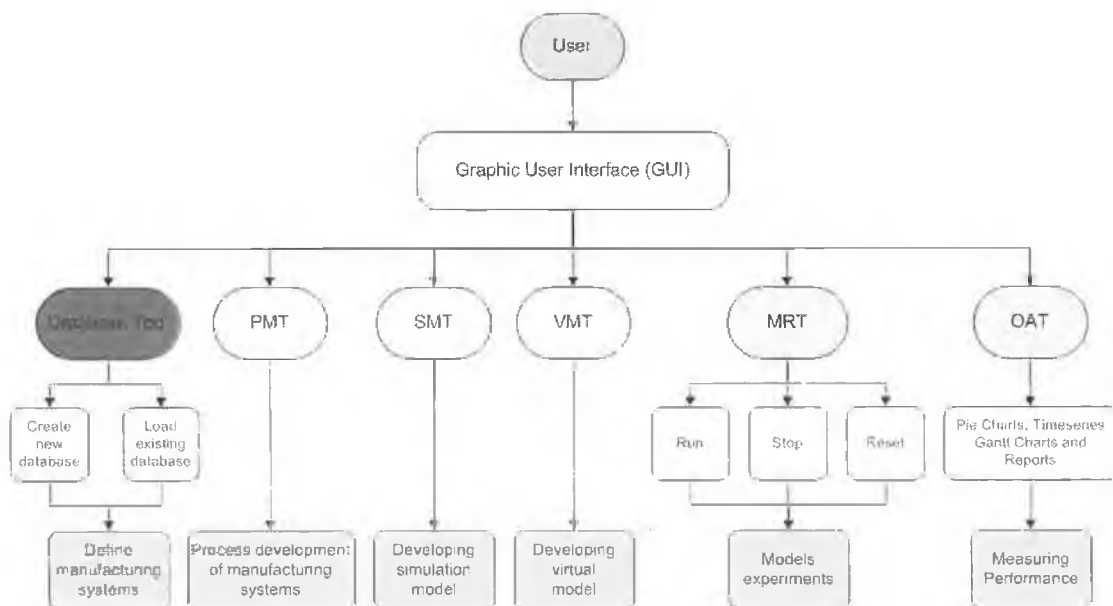 User
Graphic User Interface (GUI)
Database Tool
PMT
SMT
VMT
MRT
OAT
Create
new
database
Load
existing
database
Run
Stop
Reset
Pie Charts, Timeseries
Gantt Charts and
Reports
Define
manufacturing
systems
Process development
of manufacturing
systems
Developing
simulation
model
Developing
virtual
model
Models
experiments
Measuring
Performance